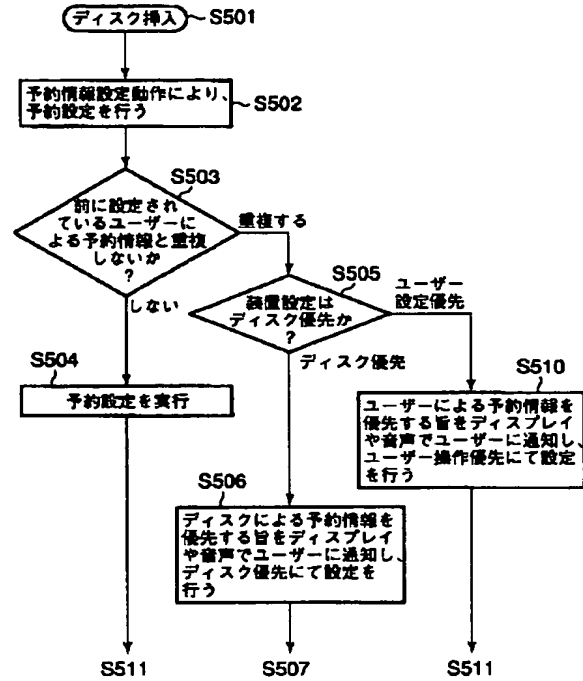 ディスク挿入
S501
予約情報設定動作により、
予約設定を行う
S502
S503
前に設定され
ているユーザーに
よる予約情報と重複
しないか
?
重複する
しない
S505
装置設定は
ディスク優先か
?
ユーザー
設定優先
ディスク優先
S504
予約設定を実行
S510
ユーザーによる予約情報を
優先する旨をディスプレイ
や音声でユーザーに通知し、
ユーザー操作優先にて設定
を行う
S506
ディスクによる予約情報を
優先する旨をディスプレイ
や音声でユーザーに通知し、
ディスク優先にて設定を
行う
S511
S507
S511